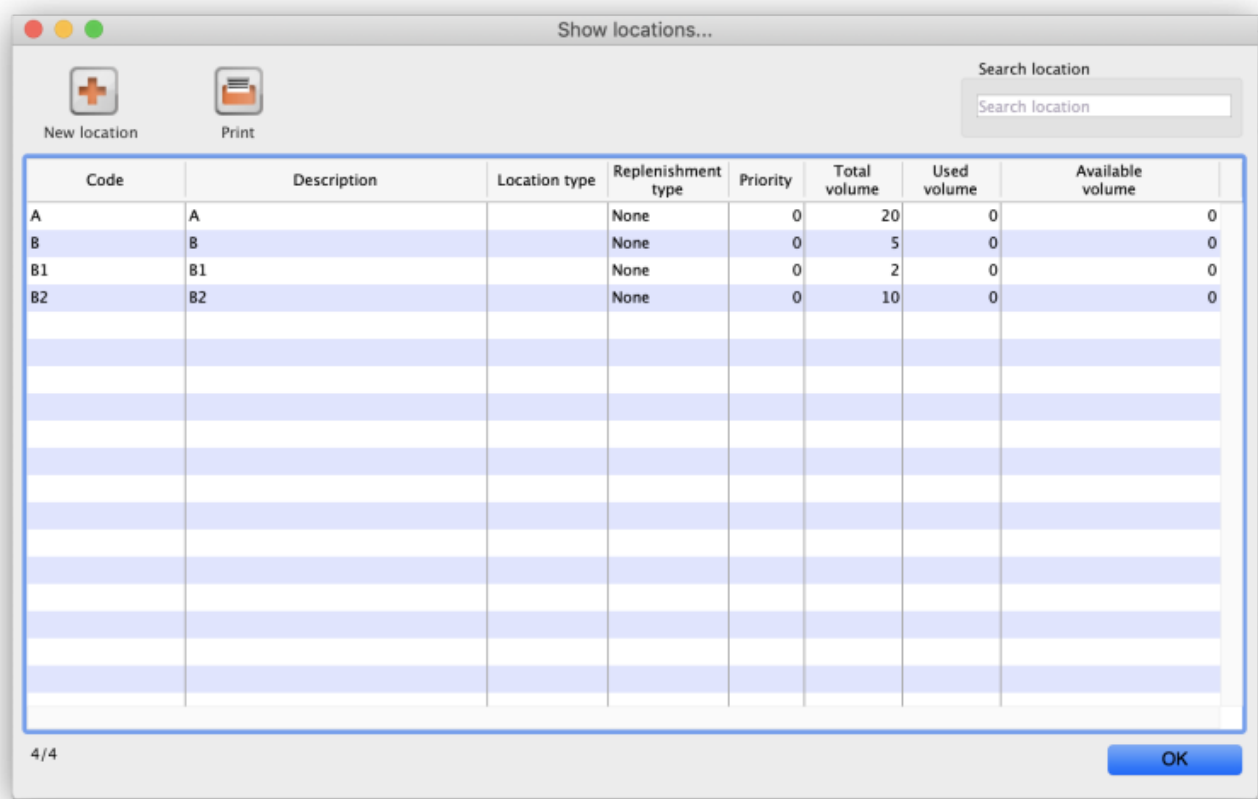 Show locations...
New location
Print
Search location
Search location
Code Description Location type Replenishment type Priority Total volume Used volume Available volume
A A None 0 20 0 0
B B None 0 5 0 0
B1 B1 None 0 2 0 0
B2 B2 None 0 10 0 0
4/4
OK